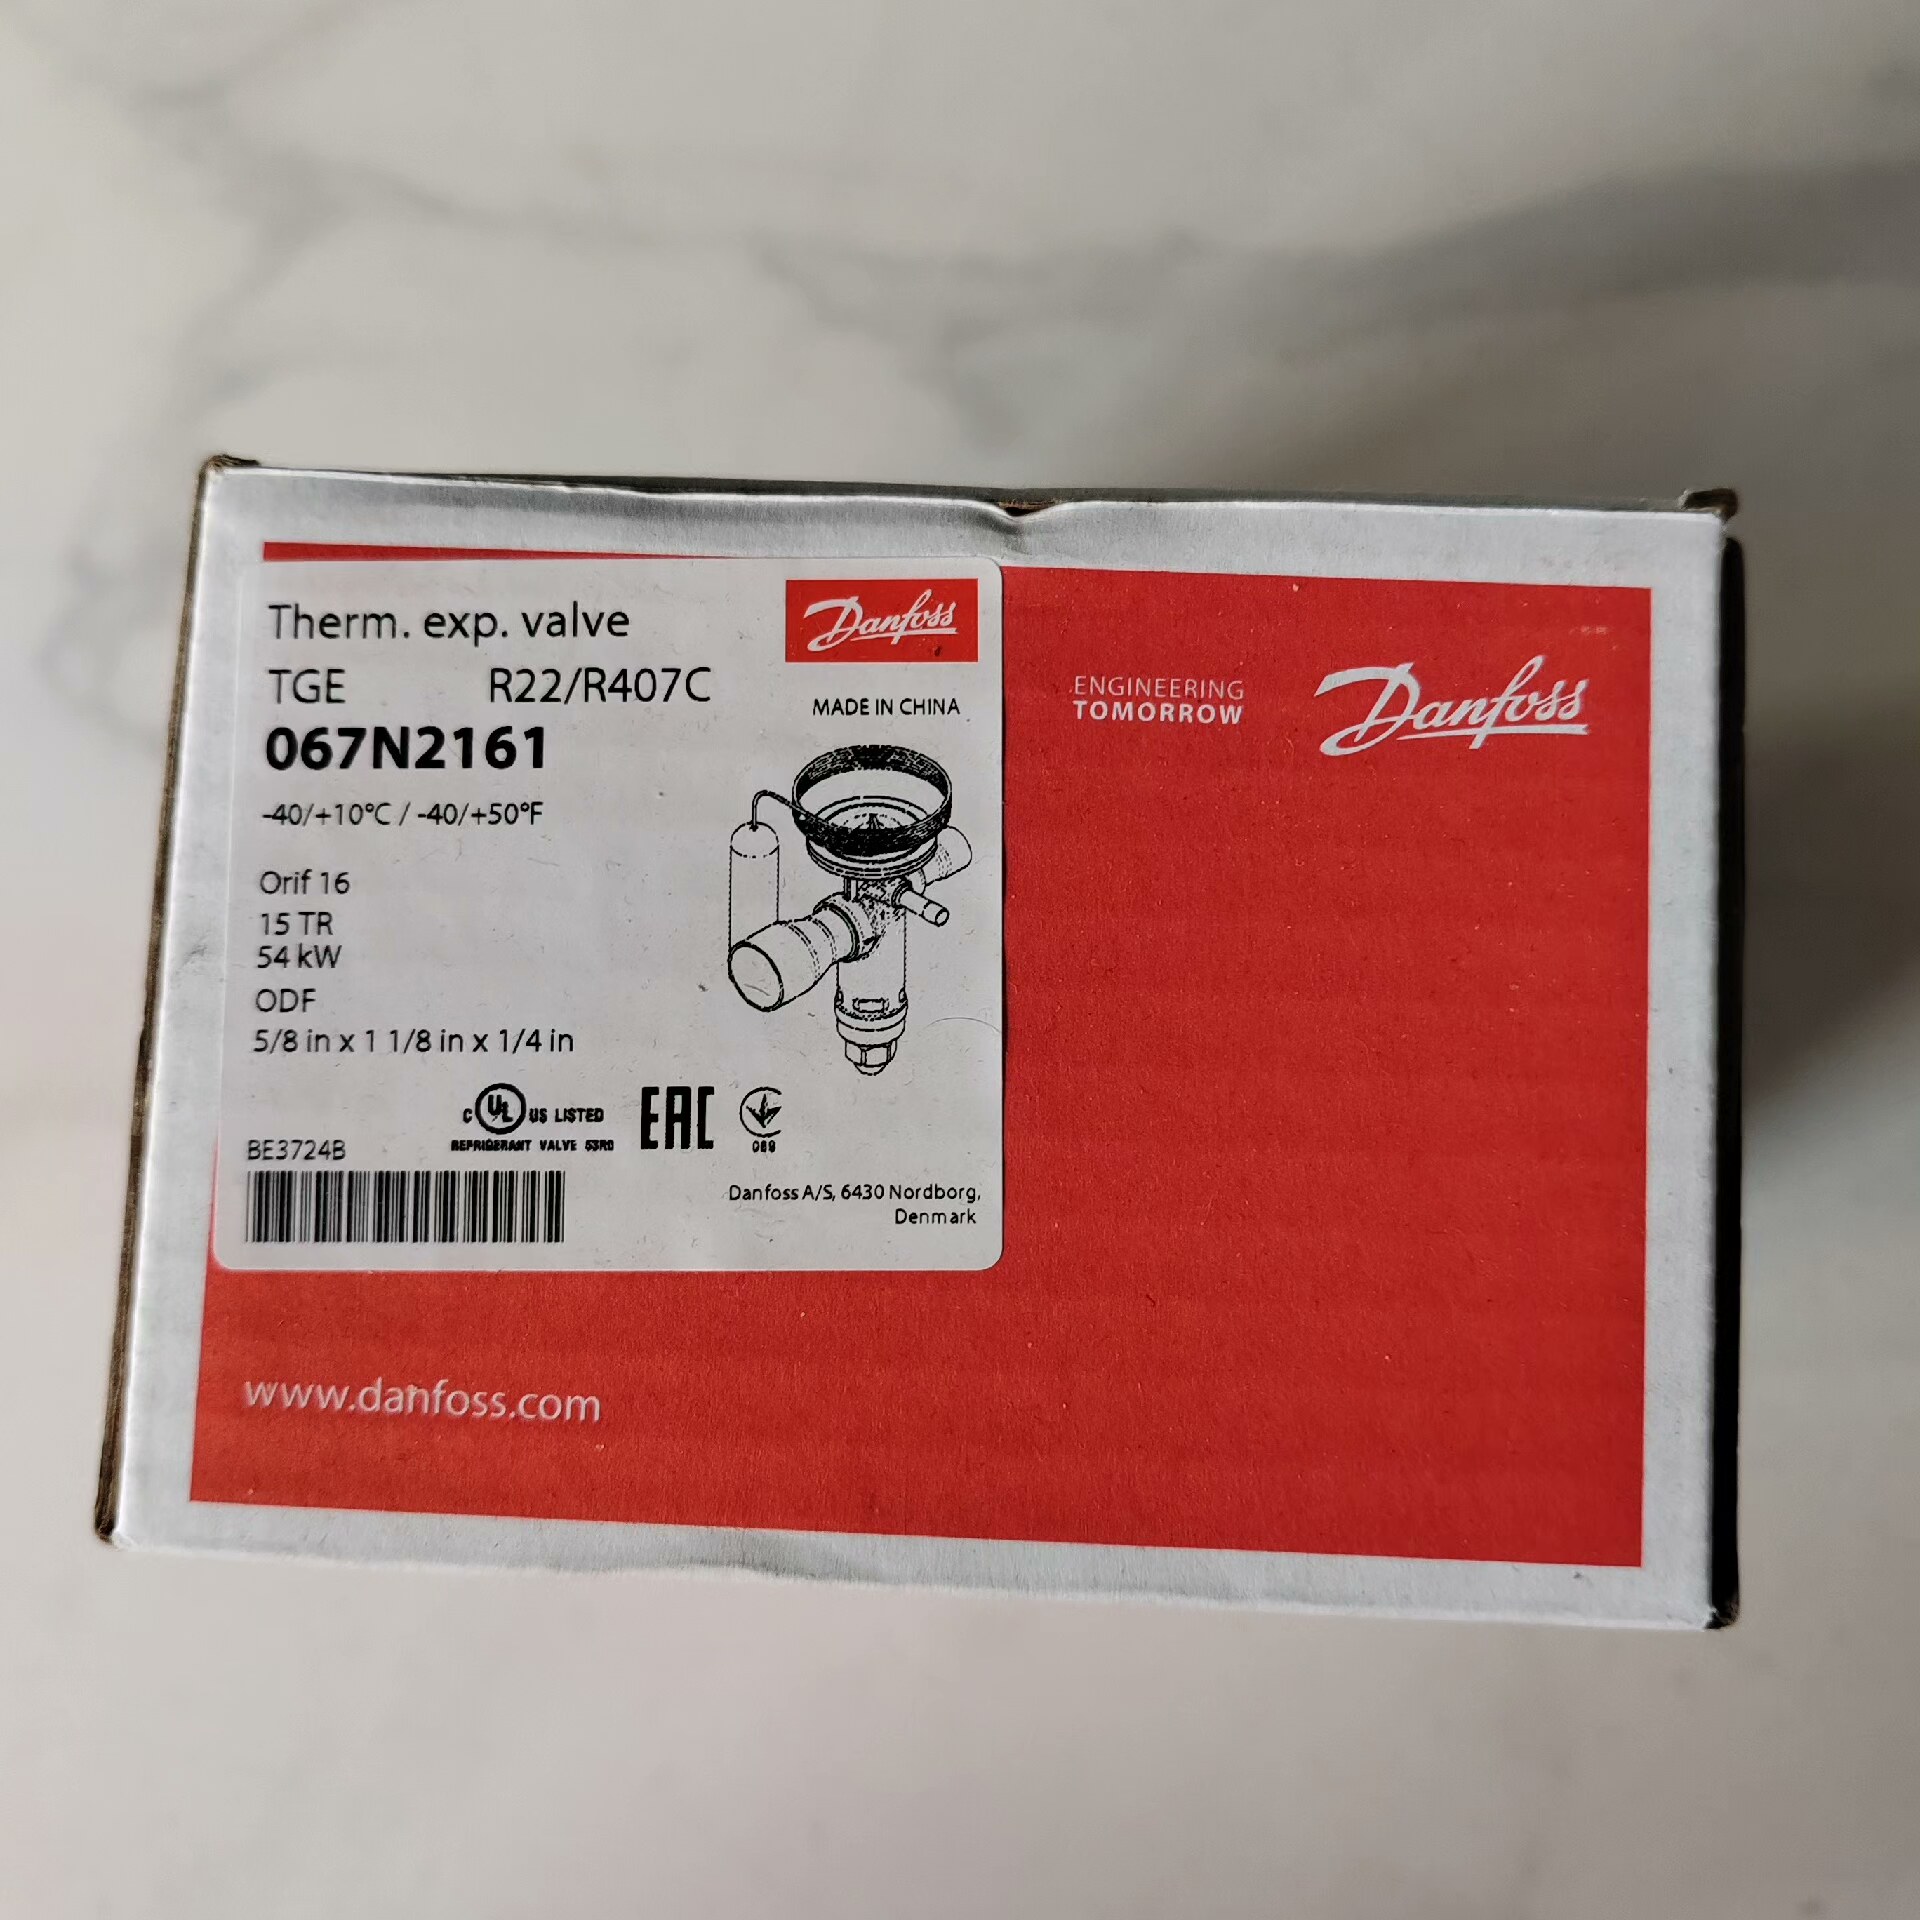 Therm. exp. valve
Danfoss
TGE R22/R407C
MADE IN CHINA
067N2161
-40/+10°C / -40/+50°F
Orif 16
15 TR
54 kW
ODF
5/8 in x 1 1/8 in x 1/4 in
C UL US LISTED
REFRIGERANT VALVE 53RD
EAC
089
BE3724B
Danfoss A/S, 6430 Nordborg,
Denmark
ENGINEERING
TOMORROW
Danfoss
www.danfoss.com